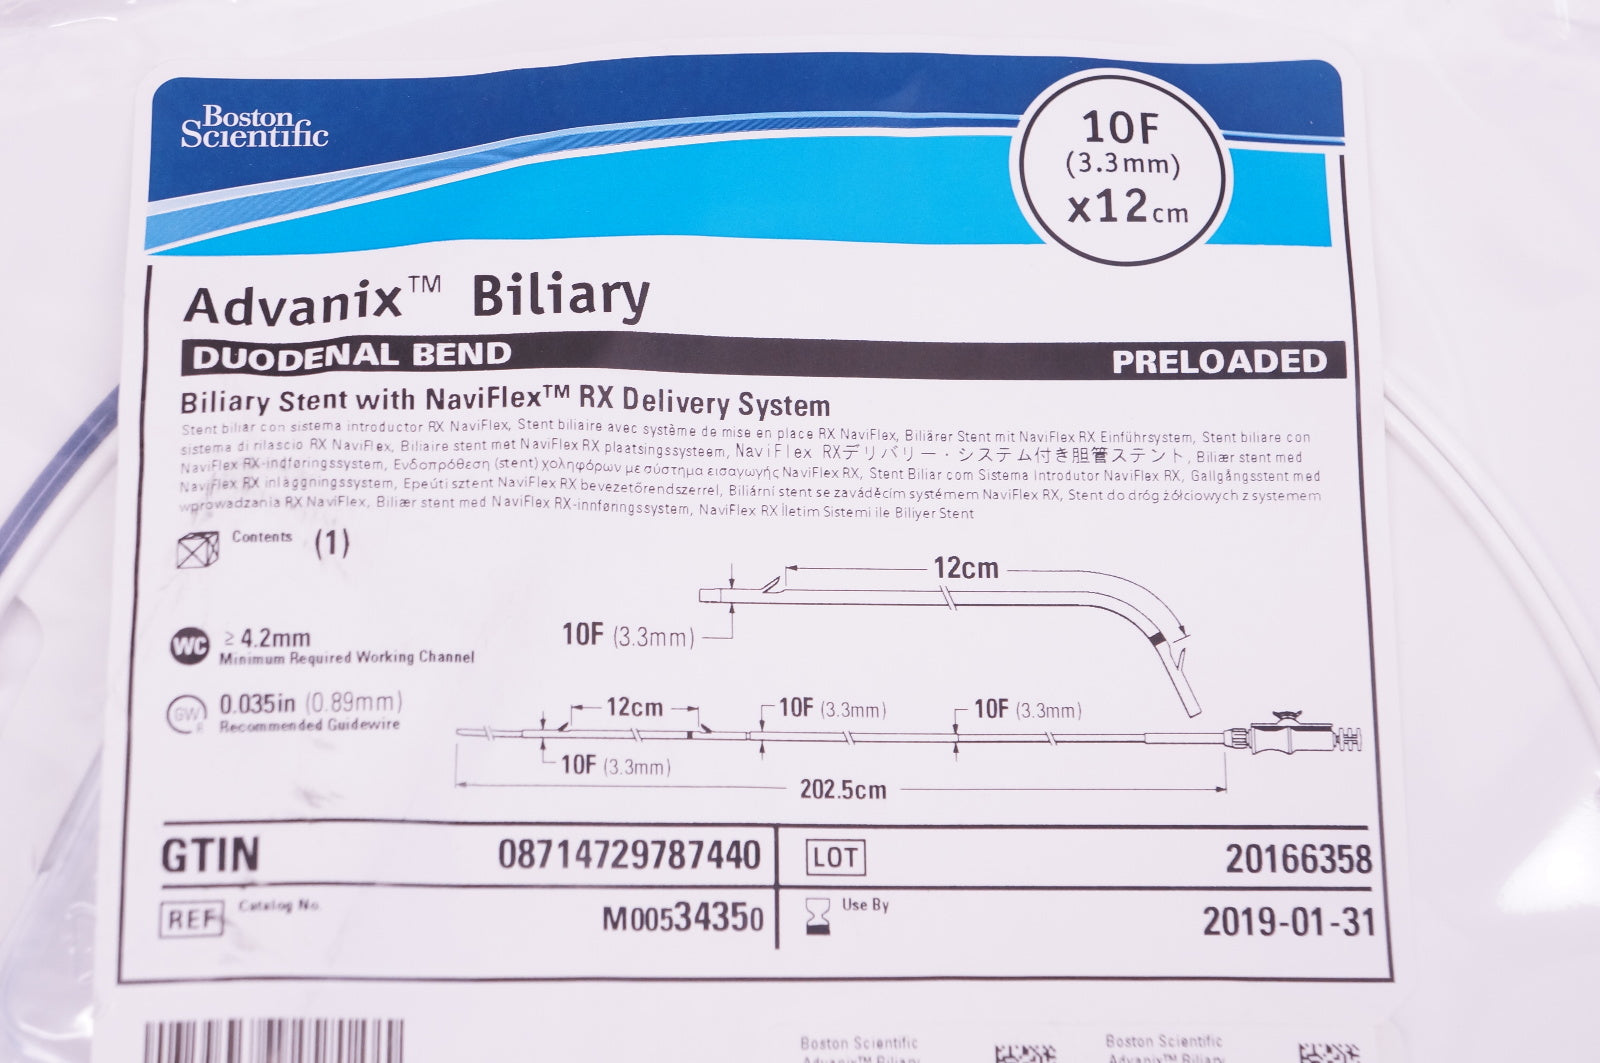 Boston
Scientific
10F
(3.3mm)
x12cm
Advanix™ Biliary
DUODENAL BEND PRELOADED
Biliary Stent with NaviFlex™ RX Delivery System
Stent biliar con sistema introductor RX NaviFlex, Stent biliaire avec système de mise en place RX NaviFlex, Biliärer Stent mit NaviFlex RX Einführsystem, Stent biliare con
sistema di rilascio RX NaviFlex, Biliaire stent met NaviFlex RX plaatsingssysteem, NaviFlex RXデリバリー・システム付き胆管ステント, Biliær stent med
NaviFlex RX-indføringssystem, Ενδοπρόθεση (stent) χοληφόρων με σύστημα εισαγωγής NaviFlex RX, Stent Biliar com Sistema Introdutor NaviFlex RX, Gallgångsstent med
NaviFlex RX inläggningssystem, Epeúti sztent NaviFlex RX bevezetőrendszerrel, Biliární stent se zaváděcím systémem NaviFlex RX, Stent do dróg żółciowych z systemem
wprowadzania RX NaviFlex, Biliær stent med NaviFlex RX-innføringssystem, NaviFlex RX İletim Sistemi ile Biliyer Stent
Contents (1)
12cm
10F (3.3mm)
WC ≥ 4.2mm
Minimum Required Working Channel
GW R 0.035in (0.89mm)
Recommended Guidewire
12cm 10F (3.3mm) 10F (3.3mm)
10F (3.3mm)
202.5cm
GTIN 08714729787440 LOT 20166358
REF Catalog No. M00534350 Use By 2019-01-31
Boston Scientific Boston Scientific
Advanix™ Biliary Advanix™ Biliary